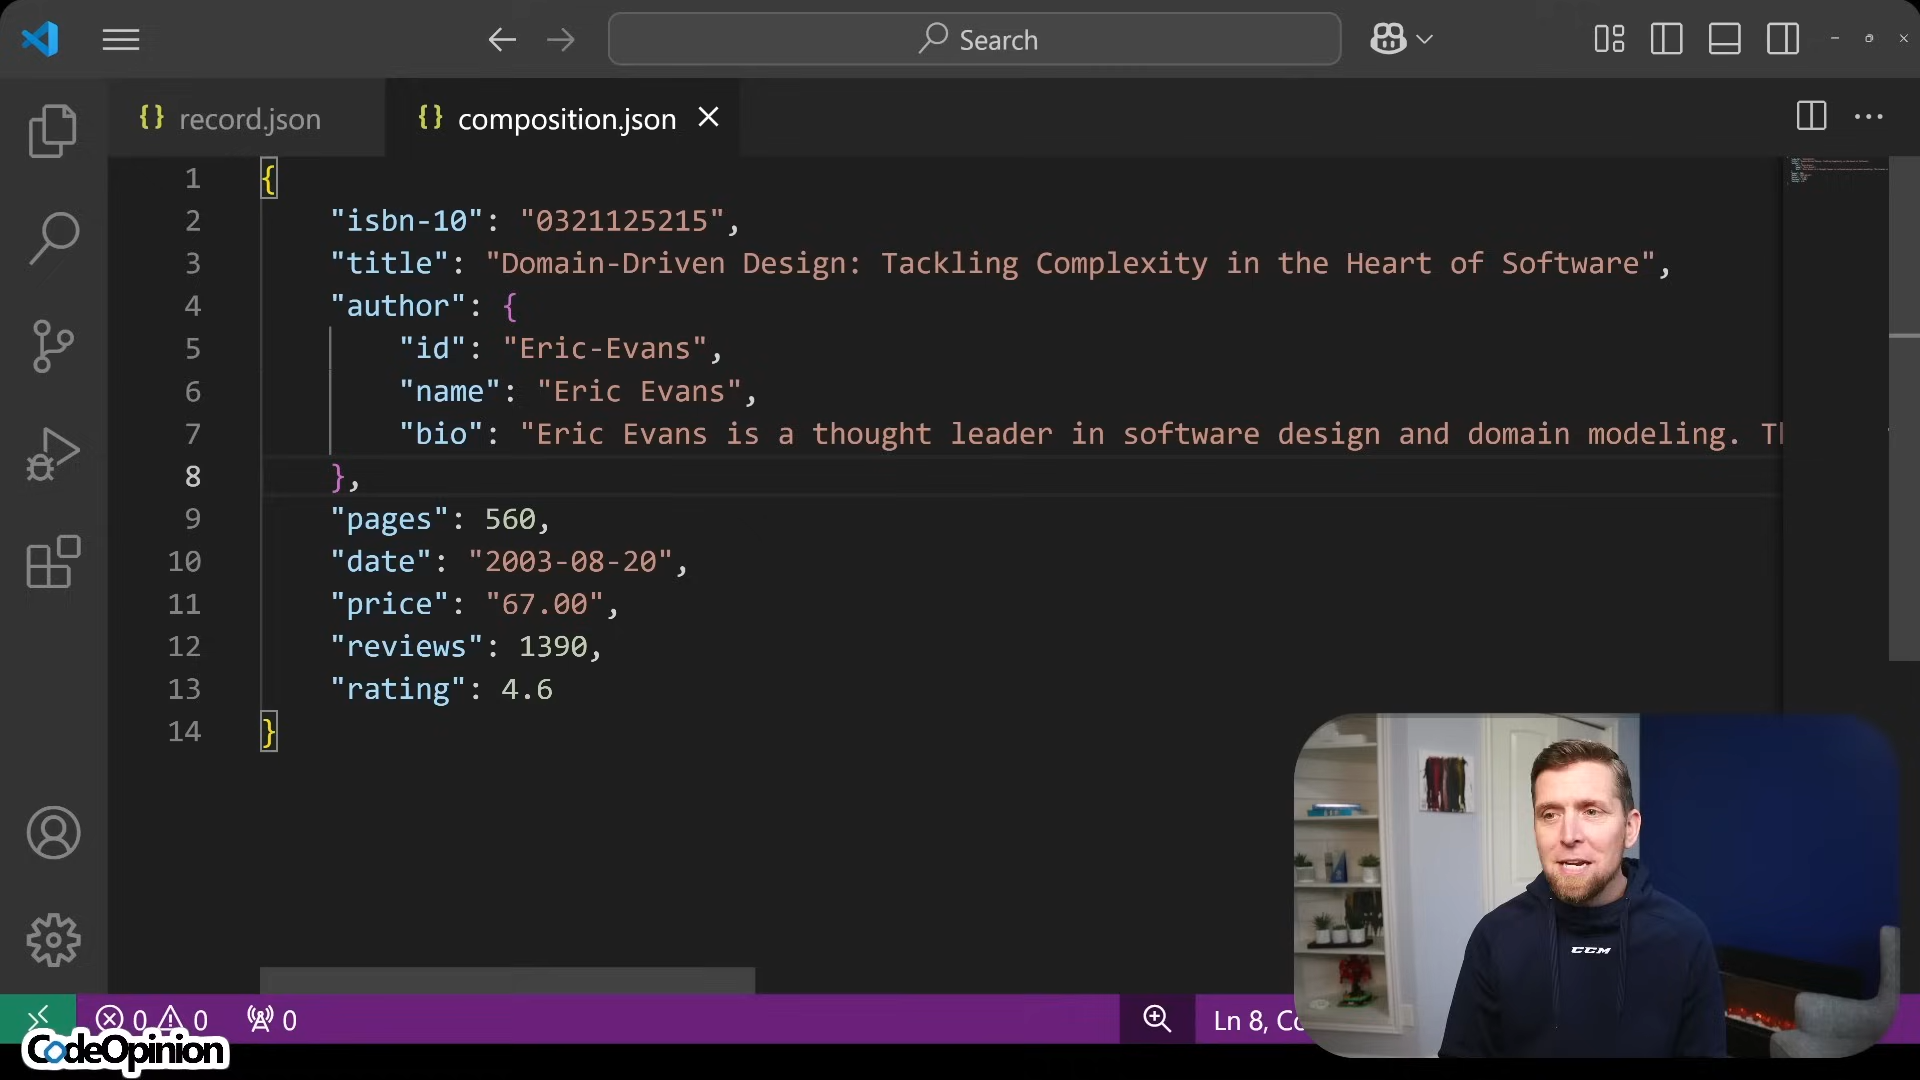 Search
record.json
composition.json
1 {
2 "isbn-10": "0321125215",
3 "title": "Domain-Driven Design: Tackling Complexity in the Heart of Software",
4 "author": {
5 "id": "Eric-Evans",
6 "name": "Eric Evans",
7 "bio": "Eric Evans is a thought leader in software design and domain modeling.
8 },
9 "pages": 560,
10 "date": "2003-08-20",
11 "price": "67.00",
12 "reviews": 1390,
13 "rating": 4.6
14 }
CCM
0 0 0
Ln 8,
CodeOpinion